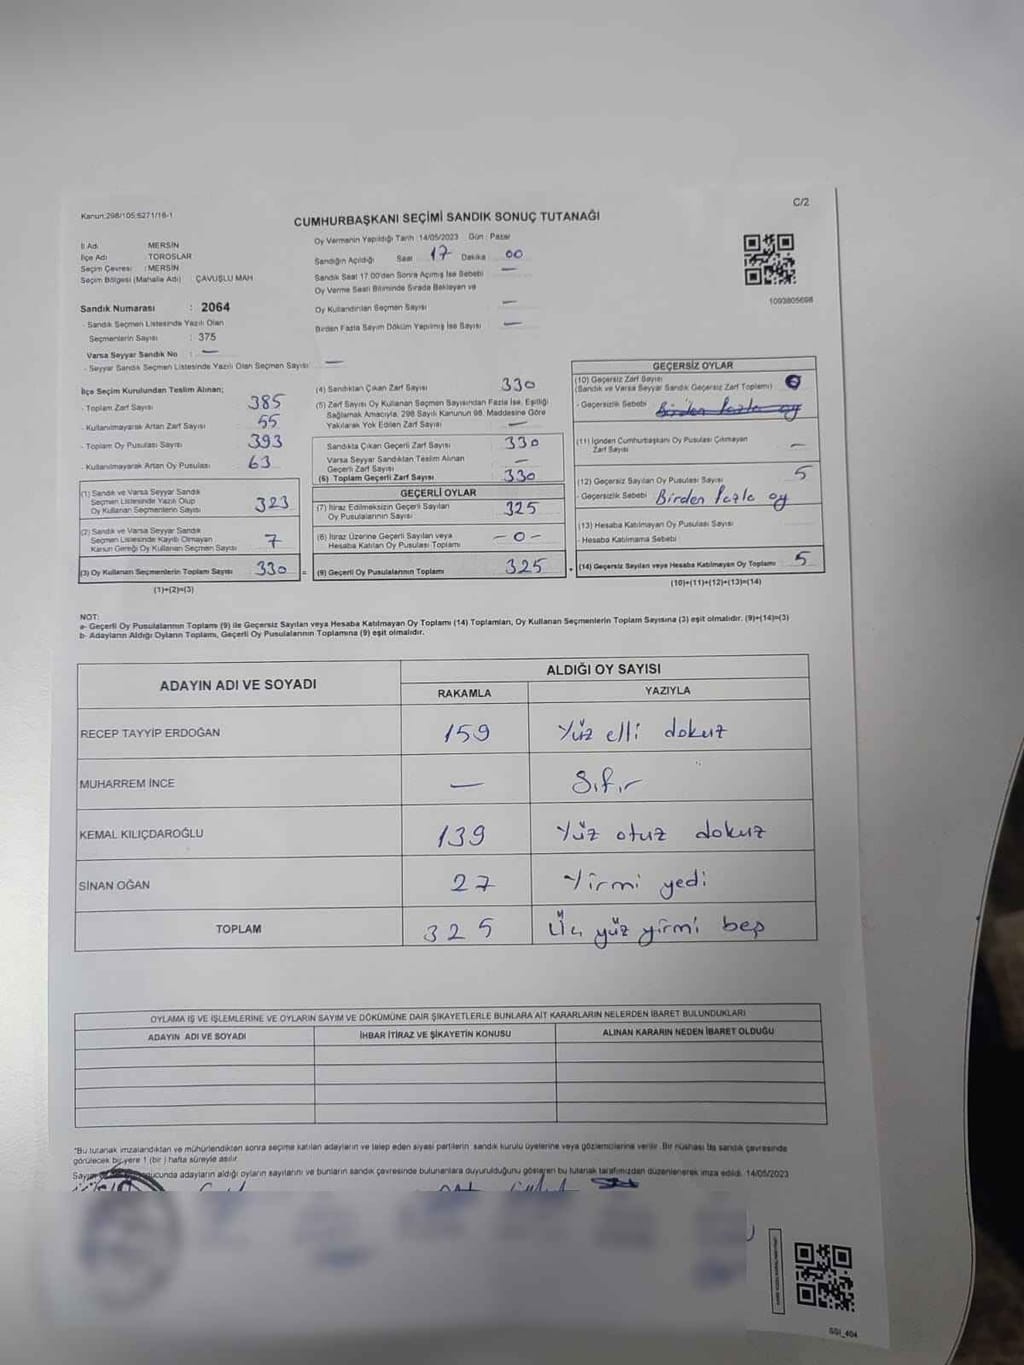 Kanun:298/105;6271/16-1
C/2
CUMHURBAŞKANI SEÇİMİ SANDIK SONUÇ TUTANAĞI
İl Adı : MERSİN
İlçe Adı : TOROSLAR
Seçim Çevresi : MERSİN
Seçim Bölgesi (Mahalle Adı) : ÇAVUŞLU MAH
Sandık Numarası : 2064
- Sandık Seçmen Listesinde Yazılı Olan
Seçmenlerin Sayısı : 375
Varsa Seyyar Sandık No : —
- Seyyar Sandık Seçmen Listesinde Yazılı Olan Seçmen Sayısı : —
Oy Vermenin Yapıldığı Tarih :14/05/2023 Gün : Pazar
Sandığın Açıldığı Saat 17 Dakika 00
Sandık Saat 17.00'den Sonra Açılmış İse Sebebi —
Oy Verme Saati Bitiminde Sırada Bekleyen ve
Oy Kullandırılan Seçmen Sayısı —
Birden Fazla Sayım Döküm Yapılmış İse Sayısı —
1093805698
İlçe Seçim Kurulundan Teslim Alınan;
- Toplam Zarf Sayısı 385
- Kullanılmayarak Artan Zarf Sayısı 55
- Toplam Oy Pusulası Sayısı 393
- Kullanılmayarak Artan Oy Pusulası 63
(1) Sandık ve Varsa Seyyar Sandık
Seçmen Listesinde Yazılı Olup
Oy Kullanan Seçmenlerin Sayısı 323
(2) Sandık ve Varsa Seyyar Sandık
Seçmen Listesinde Kayıtlı Olmayan
Kanun Gereği Oy Kullanan Seçmen Sayısı 7
(3) Oy Kullanan Seçmenlerin Toplam Sayısı 330
(1)+(2)=(3)
(4) Sandıktan Çıkan Zarf Sayısı 330
(5) Zarf Sayısı Oy Kullanan Seçmen Sayısından Fazla İse, Eşitliği
Sağlamak Amacıyla, 298 Sayılı Kanunun 98. Maddesine Göre
Yakılarak Yok Edilen Zarf Sayısı —
Sandıkta Çıkan Geçerli Zarf Sayısı 330
Varsa Seyyar Sandıktan Teslim Alınan
Geçerli Zarf Sayısı —
(6) Toplam Geçerli Zarf Sayısı 330
GEÇERLİ OYLAR
(7) İtiraz Edilmeksizin Geçerli Sayılan
Oy Pusulalarının Sayısı 325
(8) İtiraz Üzerine Geçerli Sayılan veya
Hesaba Katılan Oy Pusulası Toplamı -0-
(9) Geçerli Oy Pusulalarının Toplamı 325
GEÇERSİZ OYLAR
(10) Geçersiz Zarf Sayısı
(Sandık ve Varsa Seyyar Sandık Geçersiz Zarf Toplamı) 0
- Geçersizlik Sebebi Birden fazla oy
(11) İçinden Cumhurbaşkanı Oy Pusulası Çıkmayan
Zarf Sayısı —
(12) Geçersiz Sayılan Oy Pusulası Sayısı 5
- Geçersizlik Sebebi Birden fazla oy
(13) Hesaba Katılmayan Oy Pusulası Sayısı
- Hesaba Katılmama Sebebi
(14) Geçersiz Sayılan veya Hesaba Katılmayan Oy Toplamı 5
(10)+(11)+(12)+(13)=(14)
NOT:
a- Geçerli Oy Pusulalarının Toplamı (9) ile Geçersiz Sayılan veya Hesaba Katılmayan Oy Toplamı (14) Toplamları, Oy Kullanan Seçmenlerin Toplam Sayısına (3) eşit olmalıdır. (9)+(14)=(3)
b- Adayların Aldığı Oyların Toplamı, Geçerli Oy Pusulalarının Toplamına (9) eşit olmalıdır.
ADAYIN ADI VE SOYADI ALDIĞI OY SAYISI
RAKAMLA YAZIYLA
RECEP TAYYİP ERDOĞAN 159 Yüz elli dokuz
MUHARREM İNCE — Sıfır
KEMAL KILIÇDAROĞLU 139 Yüz otuz dokuz
SİNAN OĞAN 27 Yirmi yedi
TOPLAM 325 Üç yüz yirmi beş
OYLAMA İŞ VE İŞLEMLERİNE VE OYLARIN SAYIM VE DÖKÜMÜNE DAİR ŞİKAYETLERLE BUNLARA AİT KARARLARIN NELERDEN İBARET BULUNDUKLARI
ADAYIN ADI VE SOYADI İHBAR İTİRAZ VE ŞİKAYETİN KONUSU ALINAN KARARIN NEDEN İBARET OLDUĞU
*Bu tutanak imzalandıktan ve mühürlendikten sonra seçime katılan adayların ve talep eden siyasi partilerin sandık kurulu üyelerine veya gözlemcilerine verilir. Bir nüshası da sandık çevresinde
görülecek bir yere 1 (bir) hafta süreyle asılır.
Sayım sonucunda adayların aldığı oyların sayılarını ve bunların sandık çevresinde bulunanlara duyurulduğunu gösteren bu tutanak tarafımızdan düzenlenerek imza edildi. 14/05/2023
SSI_404